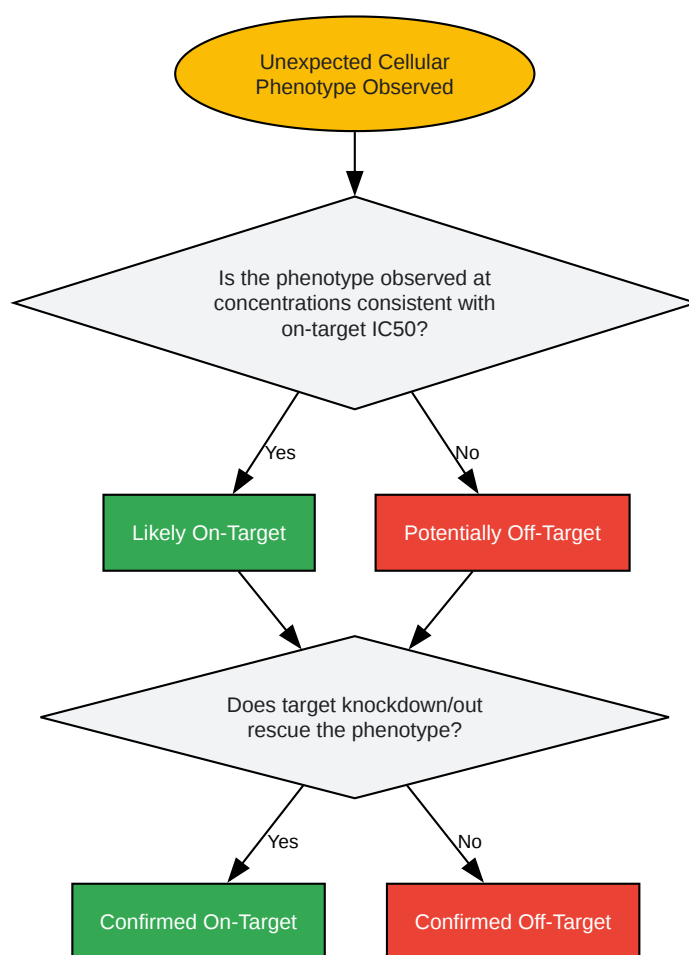 Unexpected Cellular
Phenotype Observed
Is the phenotype observed at
concentrations consistent with
on-target IC50?
Yes
No
Likely On-Target
Potentially Off-Target
Does target knockdown/out
rescue the phenotype?
Yes
No
Confirmed On-Target
Confirmed Off-Target